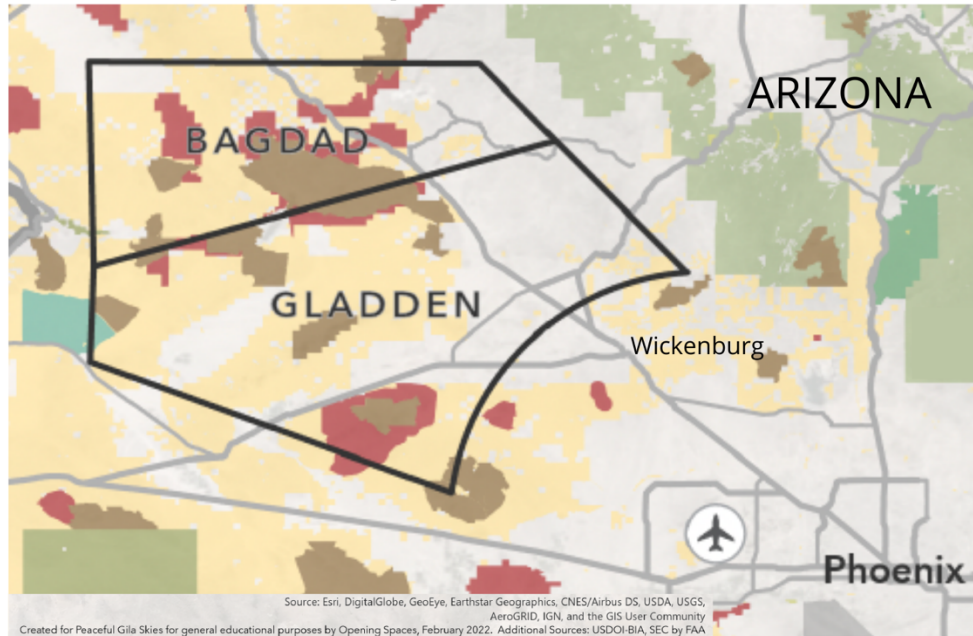 ARIZONA
BAGDAD
GLADDEN
Wickenburg
Phoenix
Source: Esri, DigitalGlobe, GeoEye, Earthstar Geographics, CNES/Airbus DS, USDA, USGS,
AeroGRID, IGN, and the GIS User Community
Created for Peaceful Gila Skies for general educational purposes by Opening Spaces, February 2022. Additional Sources: USDOI-BIA, SEC by FAA